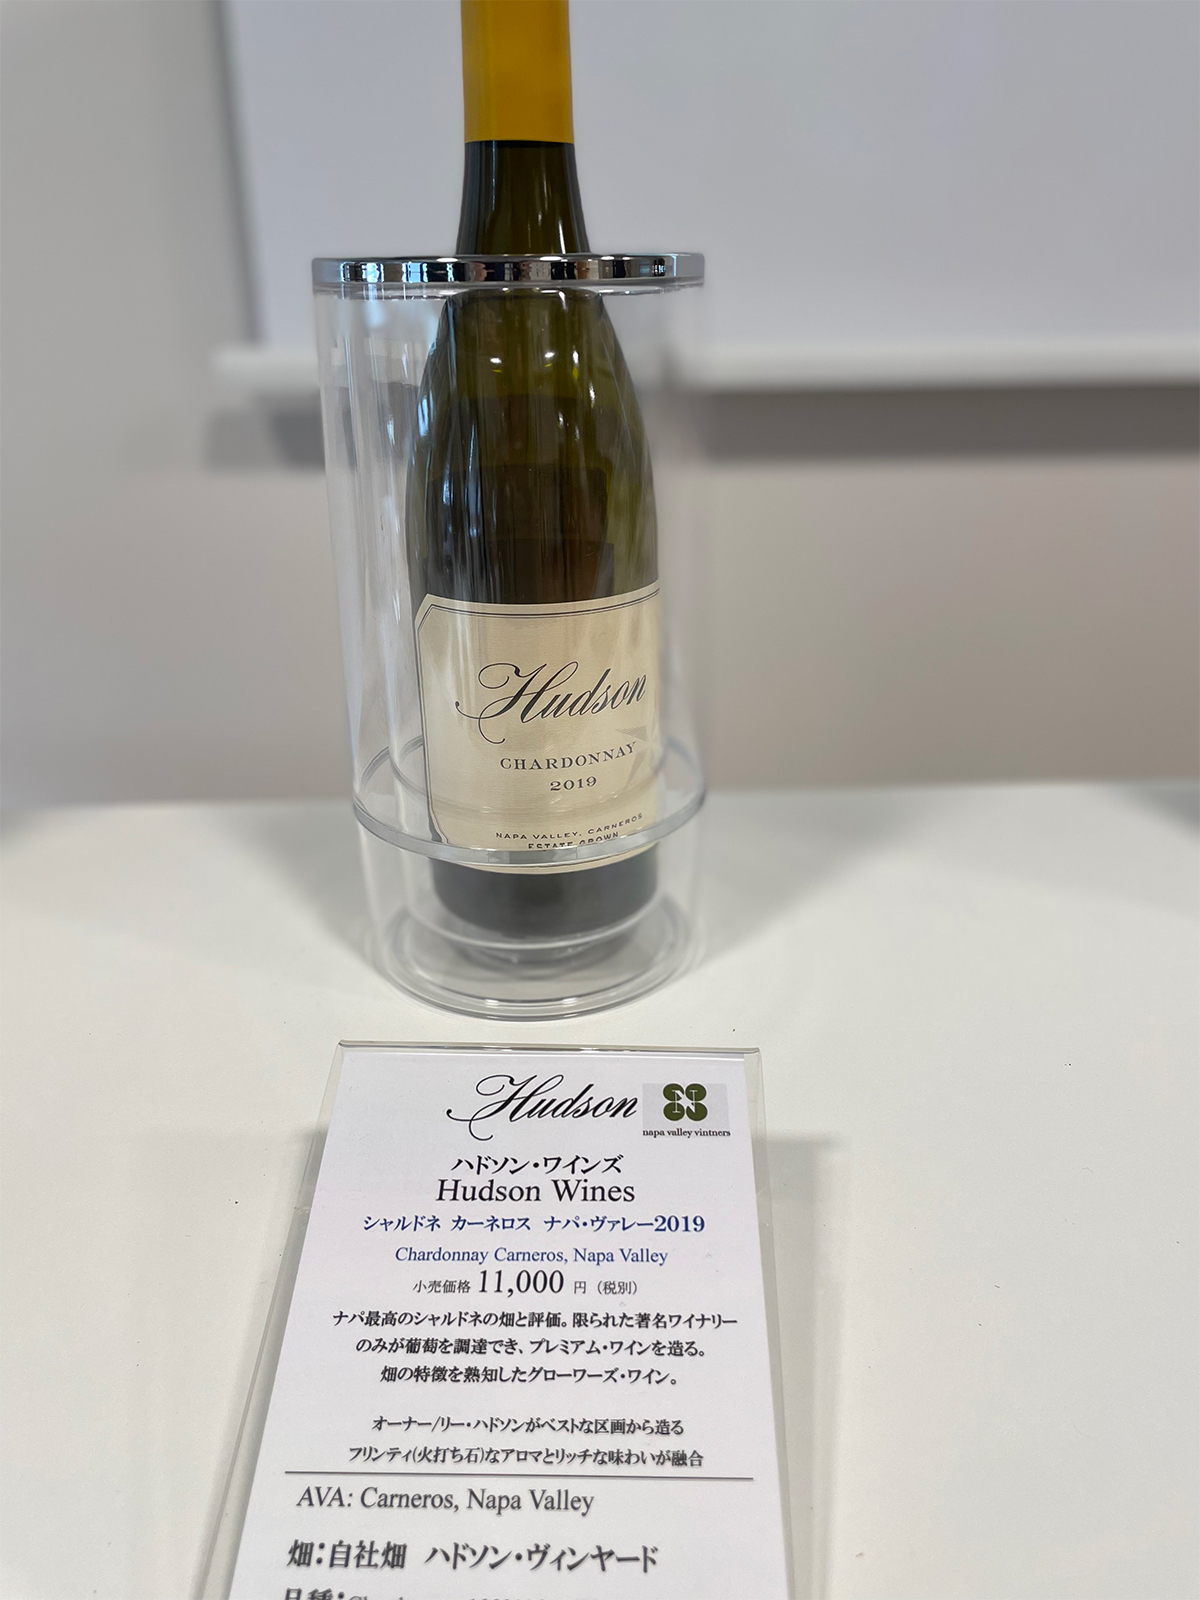 Hudson
CHARDONNAY
2019
NAPA VALLEY, CARNEROS
ESTATE GROWN
Hudson
napa valley vintners
ハドソン・ワインズ
Hudson Wines
シャルドネ カーネロス ナパ・ヴァレー2019
Chardonnay Carneros, Napa Valley
小売価格 11,000 円（税別）
ナパ最高のシャルドネの畑と評価。限られた著名ワイナリー
のみが葡萄を調達でき、プレミアム・ワインを造る。
畑の特徴を熟知したグローワーズ・ワイン。
オーナー/リー・ハドソンがベストな区画から造る
フリンティ(火打ち石)なアロマとリッチな味わいが融合
AVA: Carneros, Napa Valley
畑：自社畑 ハドソン・ヴィンヤード